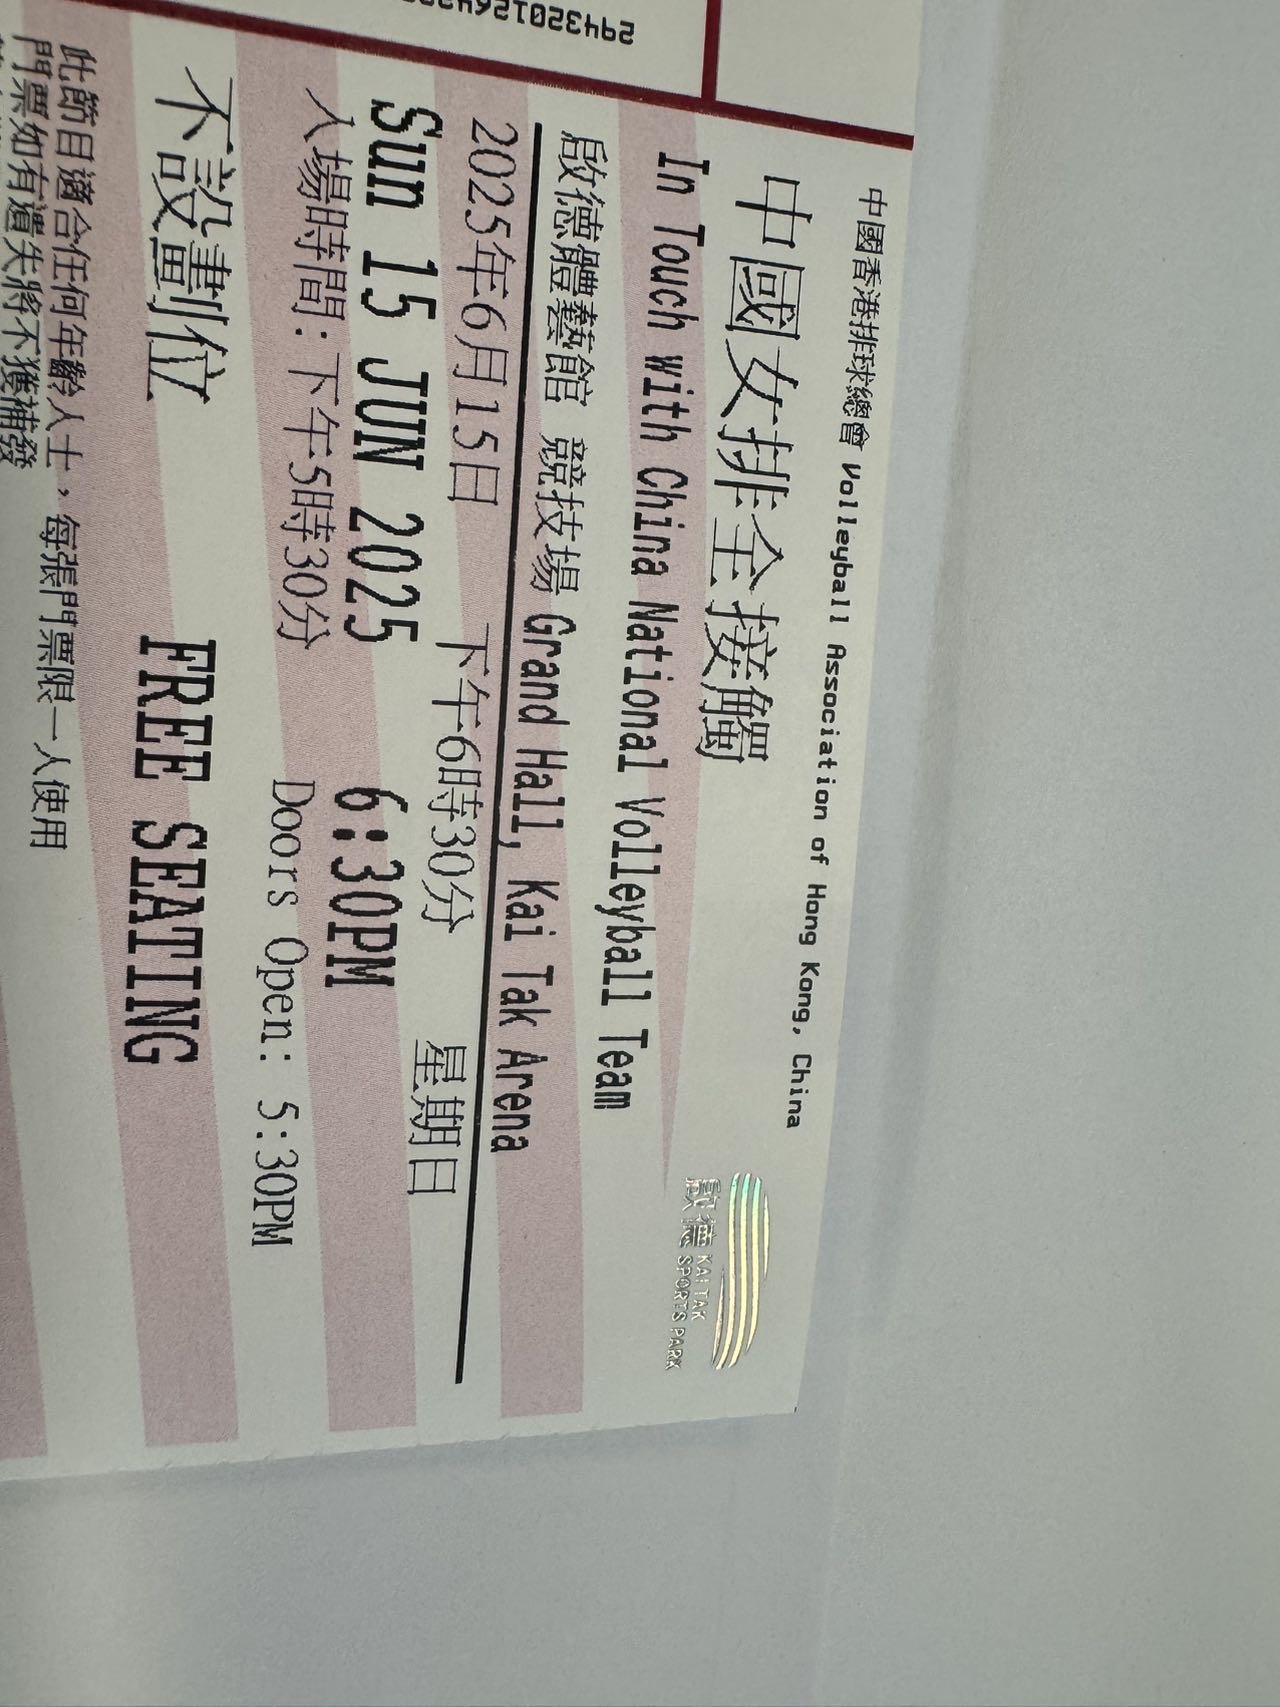 中國香港排球總會 Volleyball Association of Hong Kong, China
中國女排全接觸
In Touch with China National Volleyball Team
啟德體藝館 競技場 Grand Hall, Kai Tak Arena
2025年6月15日 下午6時30分 星期日
Sun 15 JUN 2025 6:30PM
入場時間: 下午5時30分 Doors Open: 5:30PM
不設劃位 FREE SEATING
此節目適合任何年齡人士，每張門票限一人使用
門票如有遺失將不獲補發
啟德 KAI TAK
SPORTS PARK